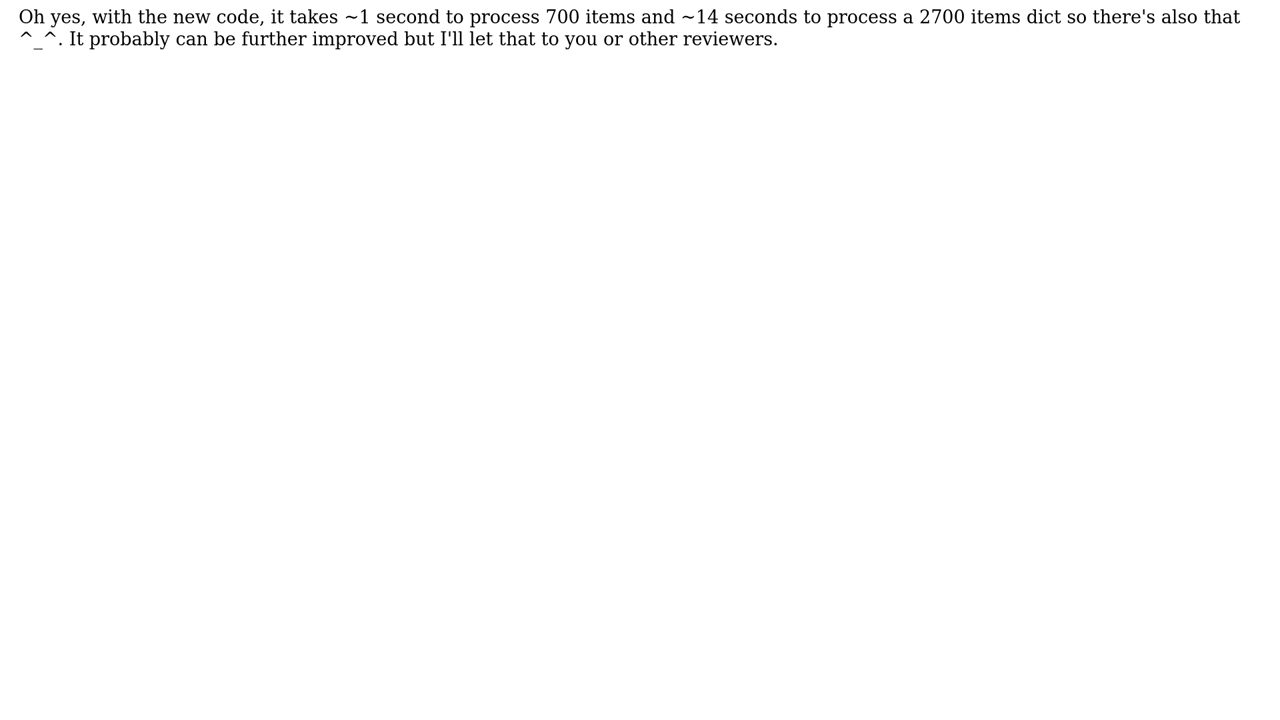 Oh yes, with the new code, it takes ~1 second to process 700 items and ~14 seconds to process a 2700 items dict so there's also that
^_^. It probably can be further improved but I'll let that to you or other reviewers.